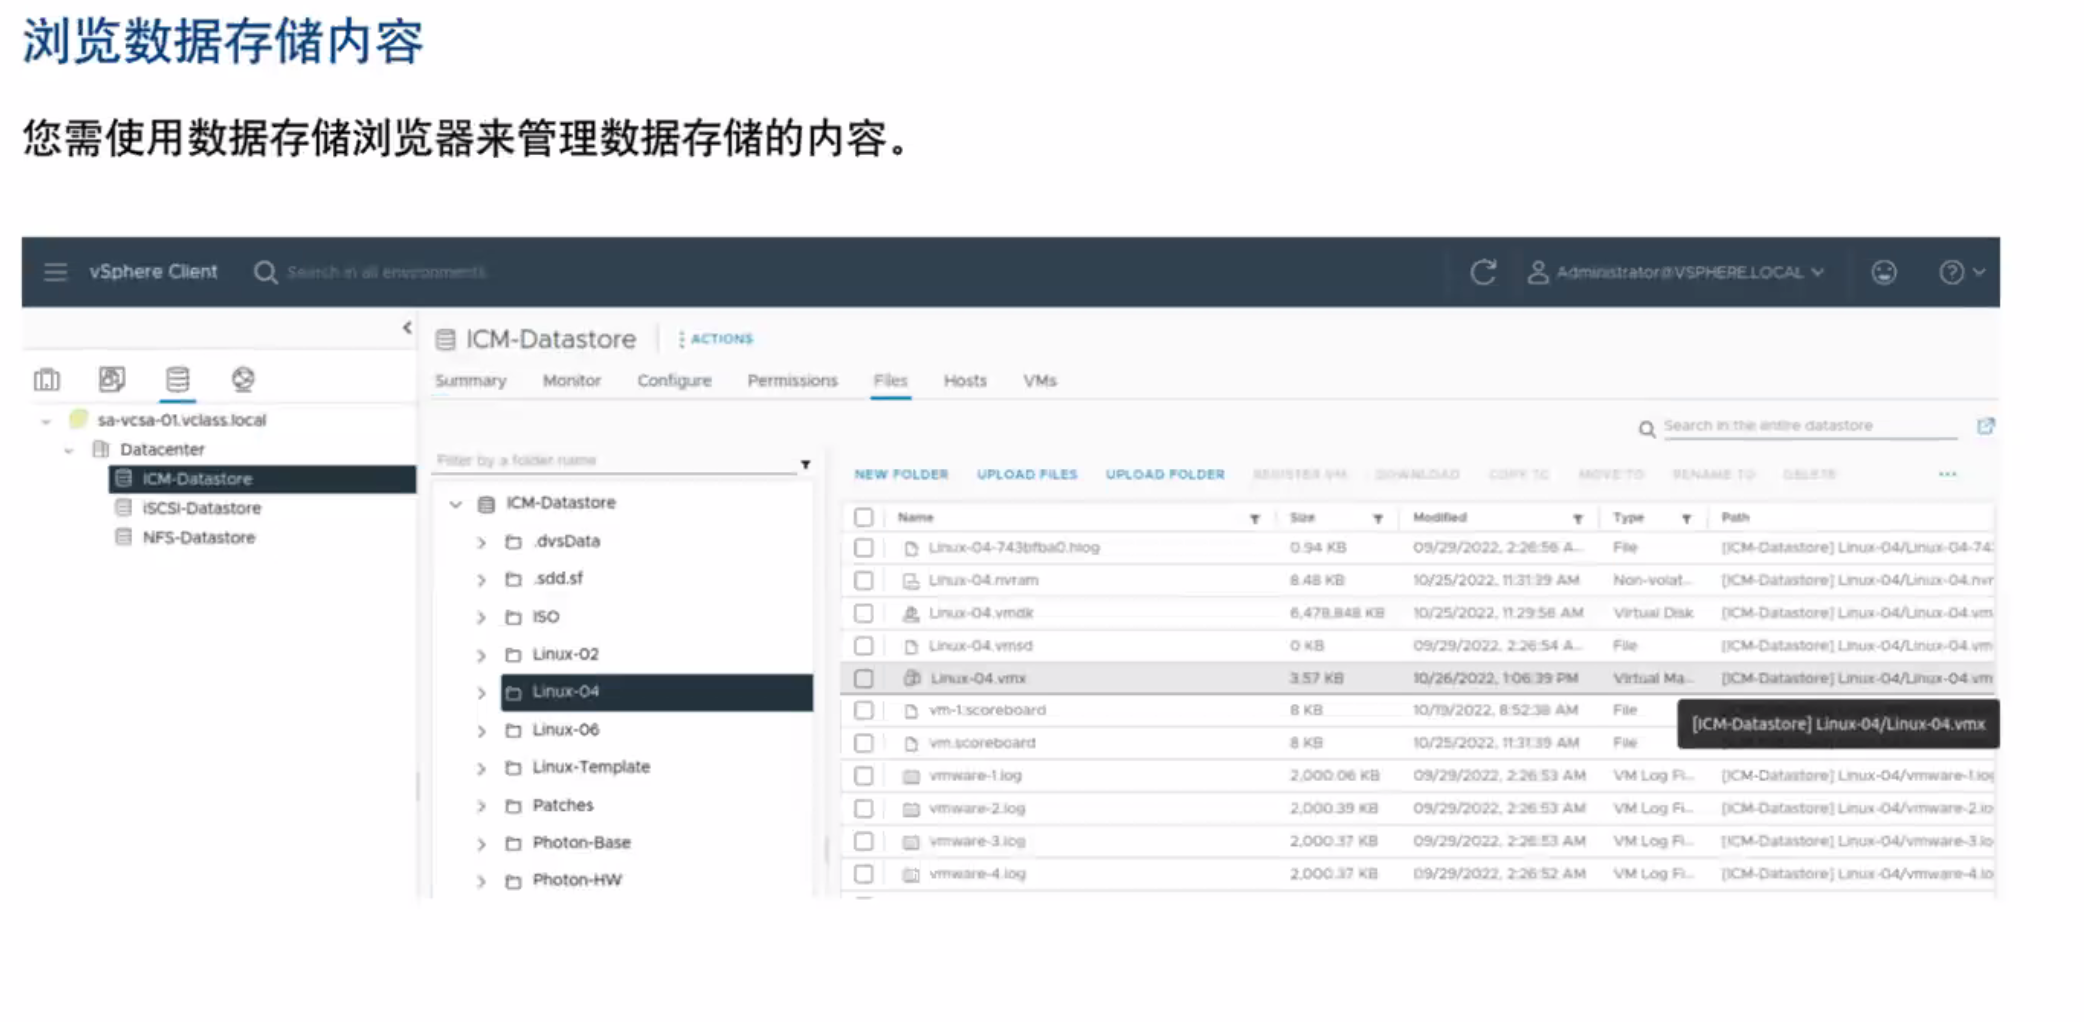 浏览数据存储内容
您需使用数据存储浏览器来管理数据存储的内容。
vSphere Client
Search in all environments
Administrator@VSPHERE.LOCAL
ICM-Datastore
ACTIONS
Summary Monitor Configure Permissions Files Hosts VMs
sa-vcsa-01.vclass.local
Datacenter
ICM-Datastore
iSCSI-Datastore
NFS-Datastore
Search in the entire datastore
Filter by a folder name
ICM-Datastore
.dvsData
.sdd.sf
ISO
Linux-02
Linux-04
Linux-06
Linux-Template
Patches
Photon-Base
Photon-HW
NEW FOLDER UPLOAD FILES UPLOAD FOLDER REGISTER VM DOWNLOAD COPY TO MOVE TO RENAME TO DELETE ...
Name Size Modified Type Path
Linux-04-743bfba0.hlog 0.94 KB 09/29/2022, 2:26:56 A... File [ICM-Datastore] Linux-04/Linux-04-74
Linux-04.nvram 8.48 KB 10/25/2022, 11:31:39 AM Non-volat... [ICM-Datastore] Linux-04/Linux-04.nvr
Linux-04.vmdk 6,478,848 KB 10/25/2022, 11:29:56 AM Virtual Disk [ICM-Datastore] Linux-04/Linux-04.vm
Linux-04.vmsd 0 KB 09/29/2022, 2:26:54 A... File [ICM-Datastore] Linux-04/Linux-04.vm
Linux-04.vmx 3.57 KB 10/26/2022, 1:06:39 PM Virtual Ma... [ICM-Datastore] Linux-04/Linux-04.vm
vm-1.scoreboard 8 KB 10/19/2022, 8:52:38 AM File
[ICM-Datastore] Linux-04/Linux-04.vmx
vm.scoreboard 8 KB 10/25/2022, 11:31:39 AM File
vmware-1.log 2,000.06 KB 09/29/2022, 2:26:53 AM VM Log Fi... [ICM-Datastore] Linux-04/vmware-1.log
vmware-2.log 2,000.39 KB 09/29/2022, 2:26:53 AM VM Log Fi... [ICM-Datastore] Linux-04/vmware-2.lo
vmware-3.log 2,000.37 KB 09/29/2022, 2:26:53 AM VM Log Fi... [ICM-Datastore] Linux-04/vmware-3.lo
vmware-4.log 2,000.37 KB 09/29/2022, 2:26:52 AM VM Log Fi... [ICM-Datastore] Linux-04/vmware-4.lo